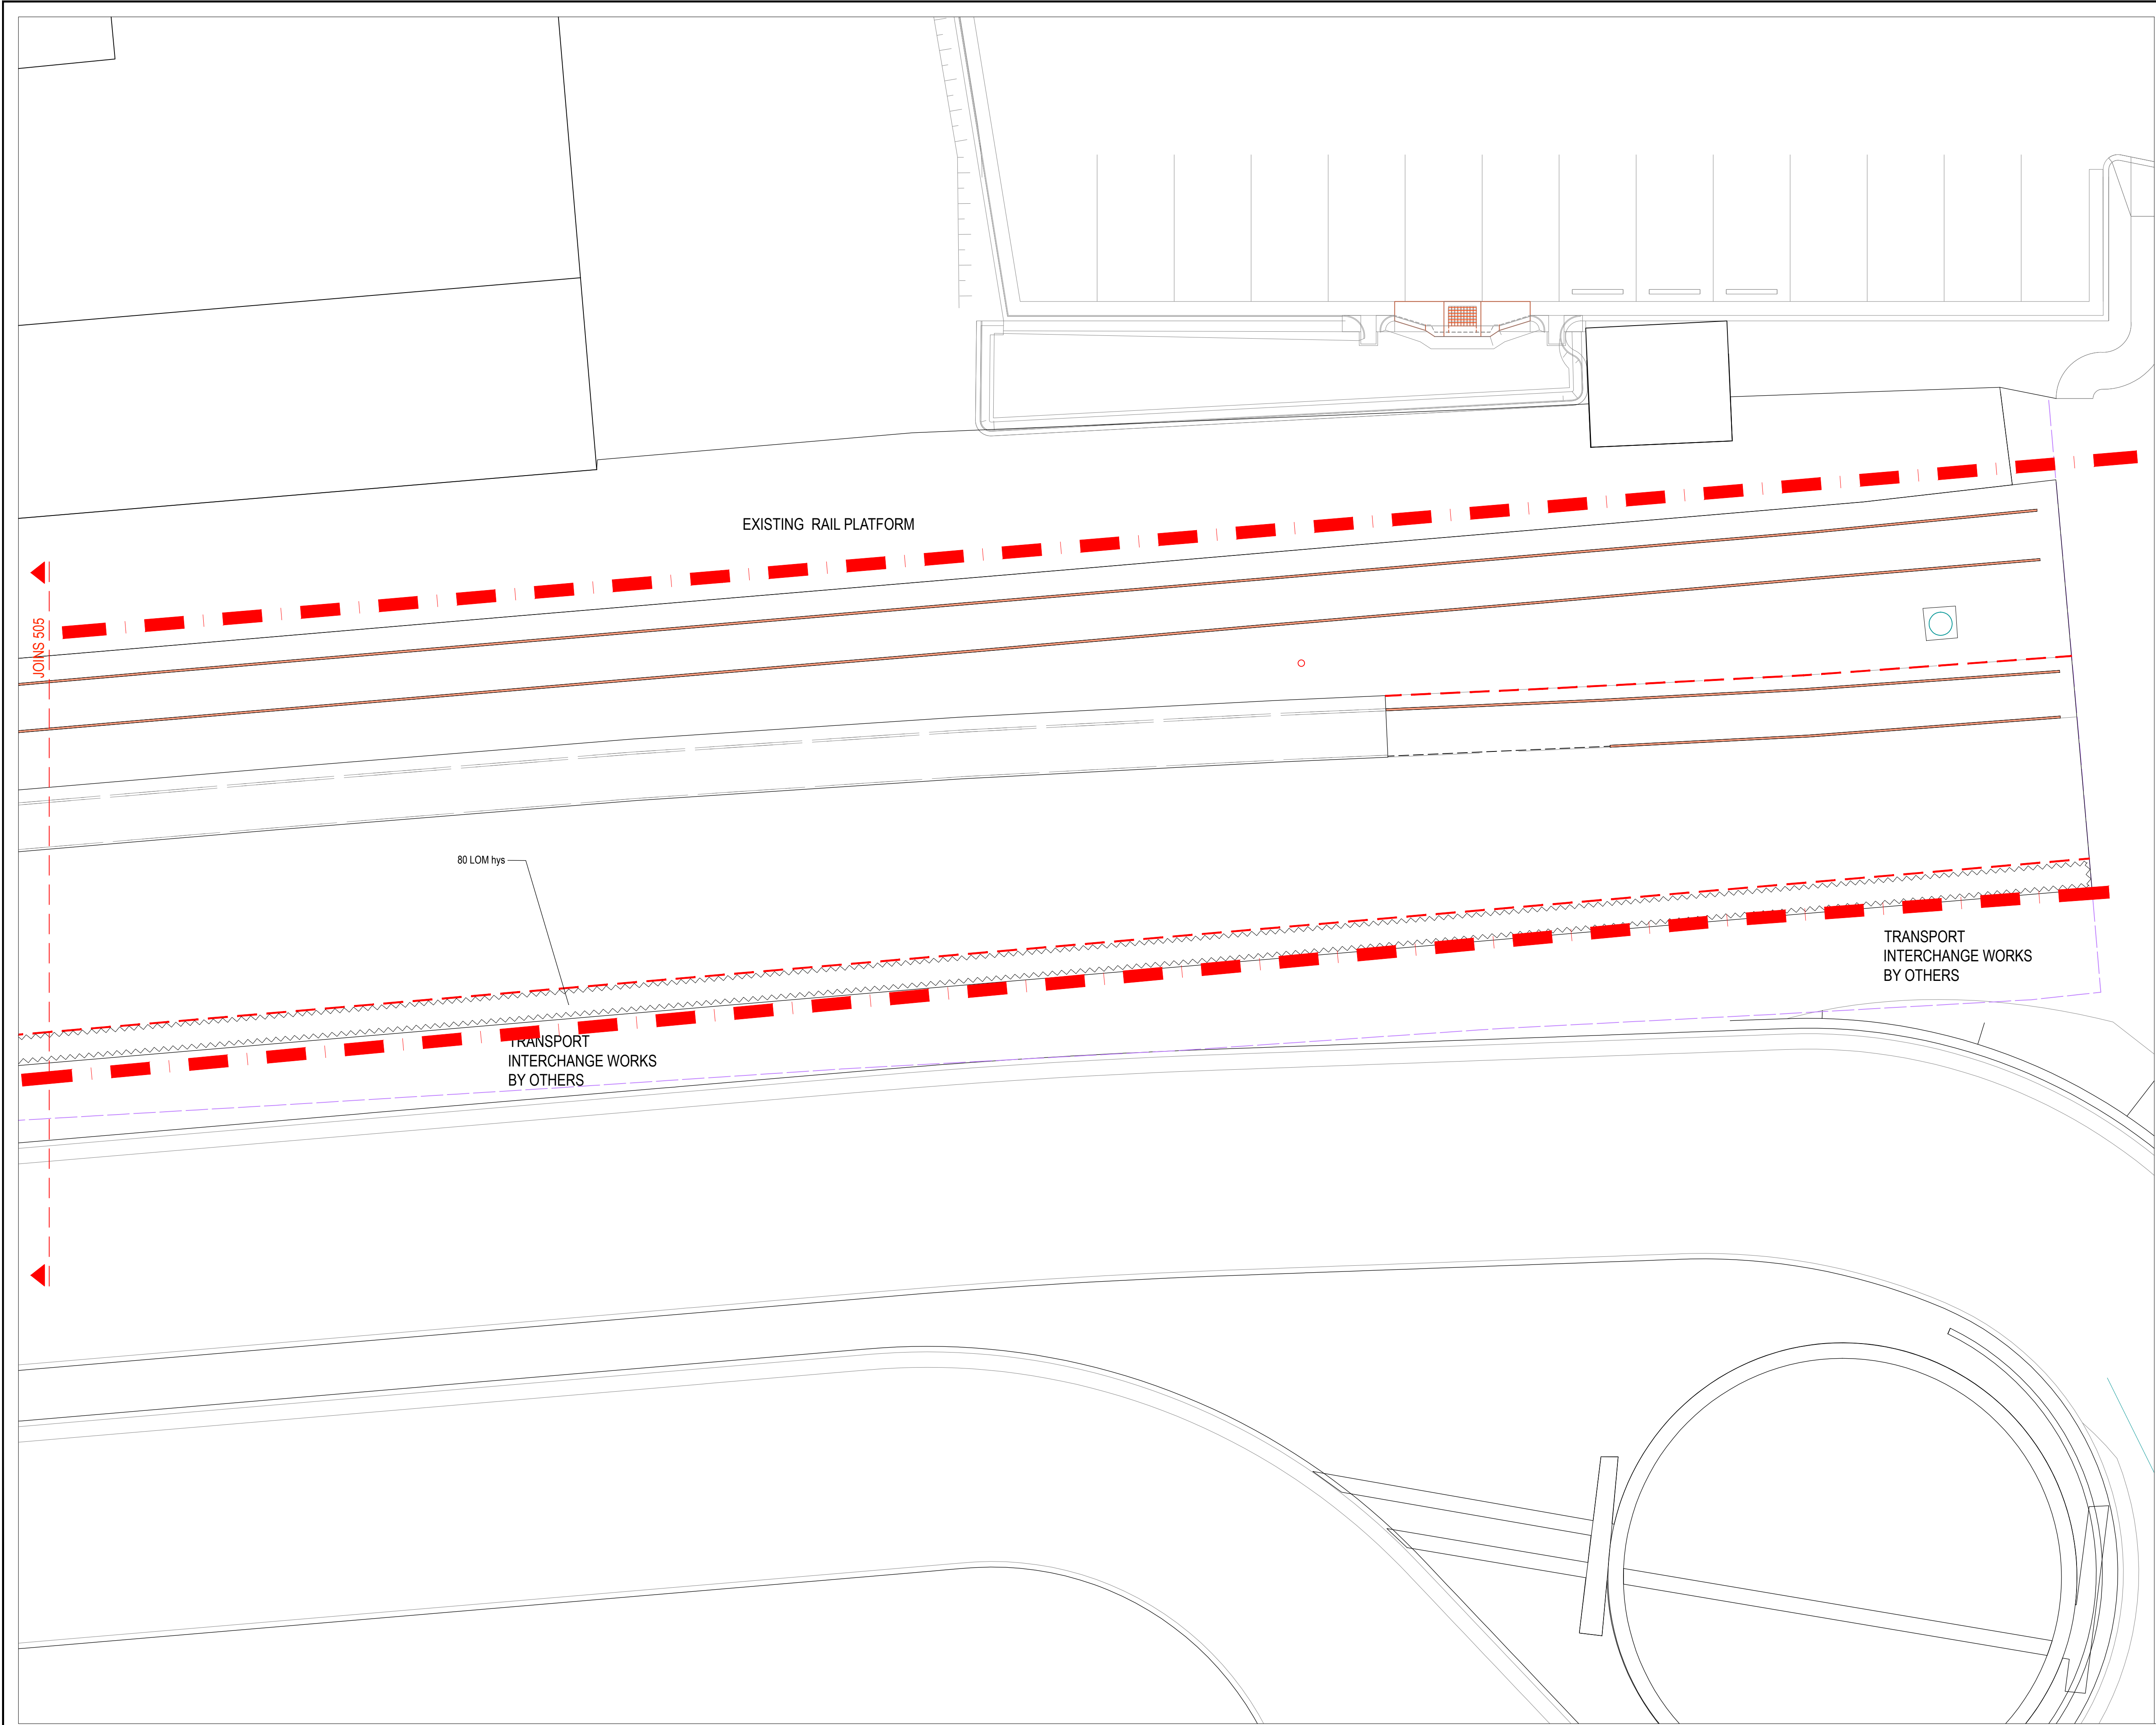 EXISTING RAIL PLATFORM
JOINS 505
80 LOM hys
TRANSPORT
INTERCHANGE WORKS
BY OTHERS
TRANSPORT
INTERCHANGE WORKS
BY OTHERS